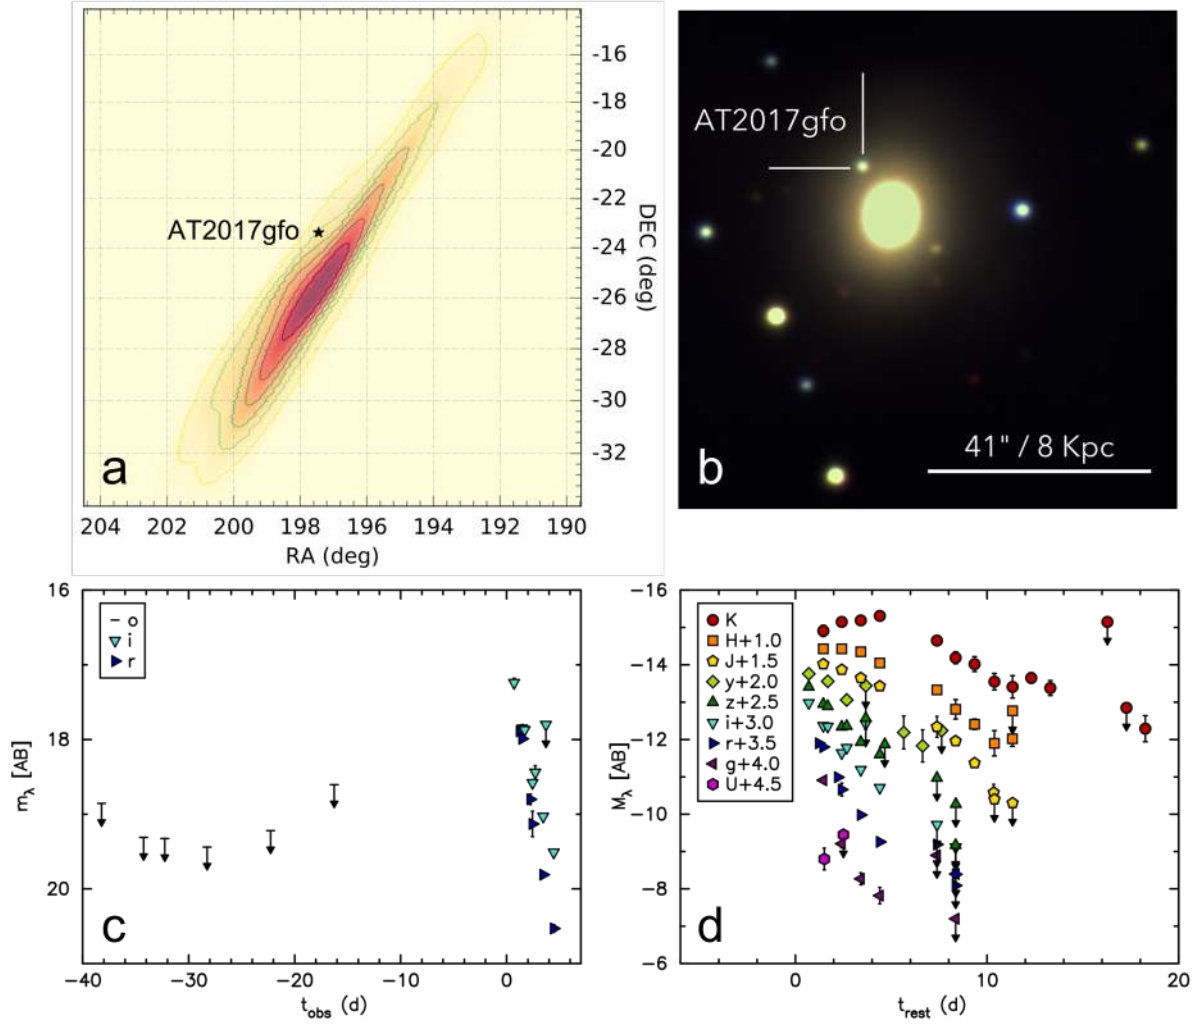 -16
-18
-20
-22
-24
-26
-28
-30
-32
DEC (deg)
AT2017gfo
a
204 202 200 198 196 194 192 190
RA (deg)
AT2017gfo
41" / 8 Kpc
b
16
18
20
m_λ [AB]
o
i
r
c
-40 -30 -20 -10 0
t_obs (d)
-16
-14
-12
-10
-8
-6
M_λ [AB]
K
H+1.0
J+1.5
y+2.0
z+2.5
i+3.0
r+3.5
g+4.0
U+4.5
d
0 10 20
t_rest (d)